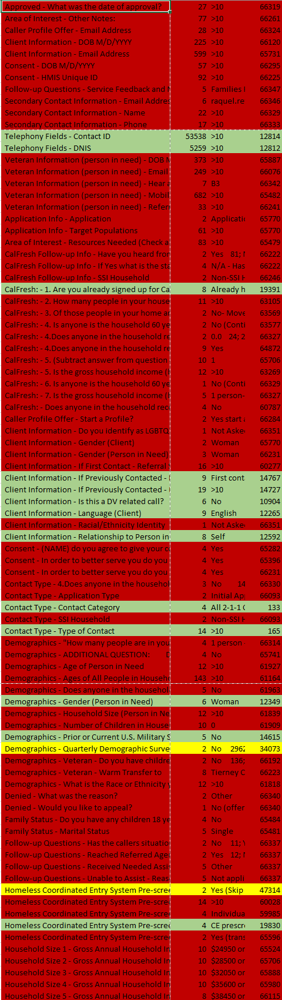 Approved - What was the date of approval? 27 >10 66319
Area of Interest - Other Notes: 77 >10 66261
Caller Profile Offer - Email Address 28 >10 66324
Client Information - DOB M/D/YYYY 225 >10 66120
Client Information - Email Address 599 >10 65731
Consent - DOB M/D/YYYY 57 >10 66295
Consent - HMIS Unique ID 92 >10 66225
Follow-up Questions - Service Feedback and 5 Families 66347
Secondary Contact Information - Email Addres 6 raquel.re 66346
Secondary Contact Information - Name 22 >10 66329
Secondary Contact Information - Phone 17 >10 66333
Telephony Fields - Contact ID 53538 >10 12814
Telephony Fields - DNIS 5259 >10 12812
Veteran Information (person in need) - DOB M 373 >10 65887
Veteran Information (person in need) - Email 249 >10 66076
Veteran Information (person in need) - Hear a 7 B3 66342
Veteran Information (person in need) - Mobil 682 >10 65482
Veteran Information (person in need) - Referr 33 >10 66241
Application Info - Application 2 Applicatic 65770
Application Info - Target Populations 61 >10 65770
Area of Interest - Resources Needed (Check a 83 >10 65479
CalFresh Follow-up Info - Have you heard from 2 Yes 81; 66222
CalFresh Follow-up Info - If Yes what is the sta 4 N/A - Has 66222
CalFresh Follow-up Info - SSI Household 2 Non-SSI H 66246
CalFresh: - 1. Are you already signed up for Ca 8 Already h 19391
CalFresh: - 2. How many people in your house 11 >10 63105
CalFresh: - 3. Of those people in your home ar 2 No- Move 63569
CalFresh: - 4. Is anyone is the household 60 ye 2 No (Conti 63577
CalFresh: - 4.Does anyone in the household re 2 0.0 24; 2 66327
CalFresh: - 4.Does anyone in the household re 9 Yes 64872
CalFresh: - 5. (Subtract answer from question 10 1 65706
CalFresh: - 5. Is the gross household income (I 12 >10 63269
CalFresh: - 6. Is anyone is the household 60 ye 1 No (Conti 66329
CalFresh: - 7. Is the gross household income (I 5 1 person- 66327
CalFresh: - Does anyone in the household rec 4 No 60787
Caller Profile Offer - Start a Profile? 2 Yes start a 66284
Client Information - Do you identify as LGBTQ 1 Not Aske 66351
Client Information - Gender (Client) 2 Woman 65770
Client Information - Gender (Person in Need) 3 Woman 66231
Client Information - If First Contact - Referral 16 >10 60277
Client Information - If Previously Contacted - 9 First cont 14767
Client Information - If Previously Contacted - 19 >10 14727
Client Information - Is this a DV related call? 6 No 10904
Client Information - Language (Client) 9 English 12265
Client Information - Racial/Ethnicity Identity 1 Not Aske 66351
Client Information - Relationship to Person in 8 Self 12592
Consent - (NAME) do you agree to give your c 4 Yes 65282
Consent - In order to better serve you do you 4 Yes 65396
Consent - In order to better serve you do you 4 Yes 66231
Contact Type - 4.Does anyone in the househol 3 No 14 66330
Contact Type - Application Type 2 Initial Ap 66093
Contact Type - Contact Category 4 All 2-1-1 C 133
Contact Type - SSI Household 2 Non-SSI H 66093
Contact Type - Type of Contact 14 >10 165
Demographics - "How many people are in you 4 1 person 66314
Demographics - ADDITIONAL QUESTION: D 4 No 65741
Demographics - Age of Person in Need 12 >10 61927
Demographics - Ages of All People in Househo 143 >10 61164
Demographics - Does anyone in the househol 5 No 61963
Demographics - Gender (Person in Need) 6 Woman 12349
Demographics - Household Size (Person in Ne 12 >10 61839
Demographics - Number of Children in House 10 0 61909
Demographics - Prior or Current U.S. Military S 5 No 14615
Demographics - Quarterly Demographic Surve 2 No 2962 34073
Demographics - Veteran - Do you have childre 2 No 136; 66192
Demographics - Veteran - Warm Transfer to 8 Tierney C 66223
Demographics - What is the Race or Ethnicity y 12 >10 61818
Denied - What was the reason? 2 Other 66340
Denied - Would you like to appeal? 1 No (offer 66340
Family Status - Do you have any children 18 ye 4 No 65484
Family Status - Marital Status 5 Single 65481
Follow-up Questions - Has the callers situatio 2 No 11; Y 66337
Follow-up Questions - Reached Referred Age 2 Yes 12; 66337
Follow-up Questions - Received Needed Assi 5 Other 66337
Follow-up Questions - Unable to Assist - Reas 5 Not appli 66337
Homeless Coordinated Entry System Pre-scree 2 Yes (Skip 47314
Homeless Coordinated Entry System Pre-scree 14 >10 60028
Homeless Coordinated Entry System Pre-scree 4 Individua 59985
Homeless Coordinated Entry System Pre-scree 4 CE prescr 19830
Homeless Coordinated Entry System Pre-scree 2 Yes (trans 65596
Household Size 1 - Gross Annual Household In 10 $24950 or 65524
Household Size 2 - Gross Annual Household In 10 $28500 or 65706
Household Size 3 - Gross Annual Household In 10 $32050 or 65888
Household Size 4 - Gross Annual Household In 10 $35600 or 65980
Household Size 5 - Gross Annual Household In 8 $38450 or 66115